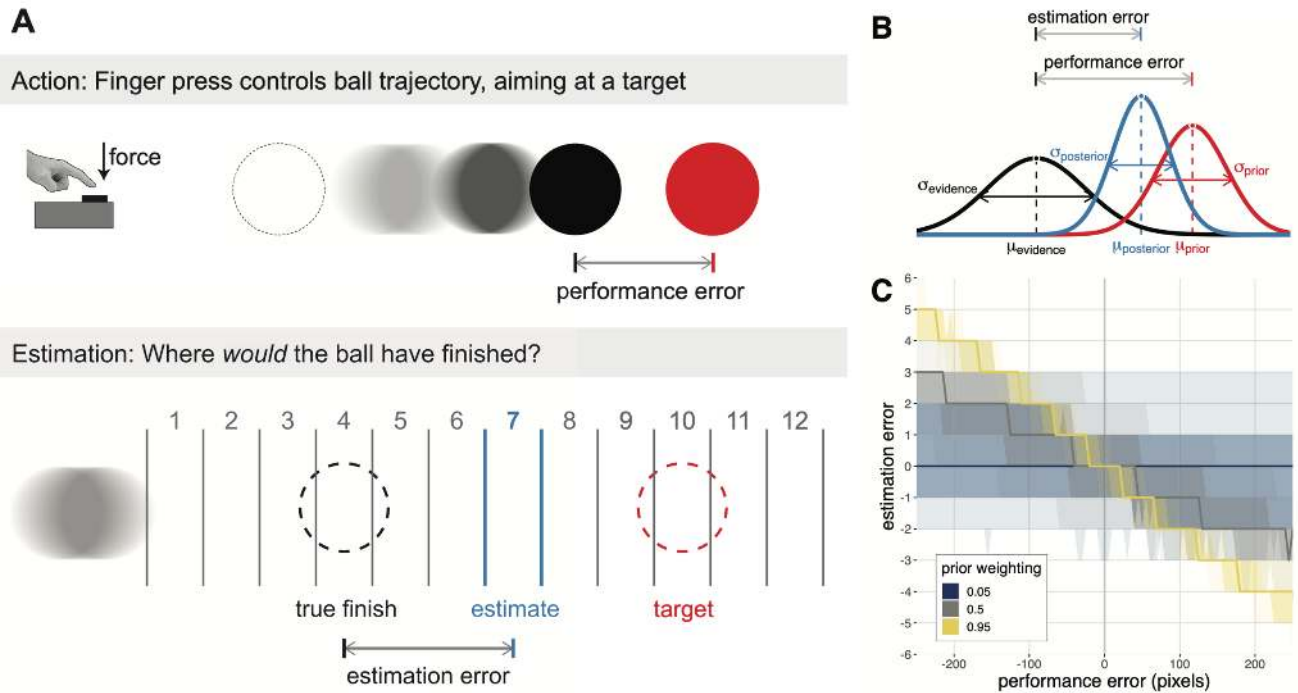 A
Action: Finger press controls ball trajectory, aiming at a target
force
performance error
Estimation: Where would the ball have finished?
1 2 3 4 5 6 7 8 9 10 11 12
true finish estimate target
estimation error
B
estimation error
performance error
σposterior
σevidence σprior
μevidence μposterior μprior
C
6
5
4
3
2
1
0
-1
-2
-3
-4
-5
-6
estimation error
prior weighting
0.05
0.5
0.95
-200 -100 0 100 200
performance error (pixels)